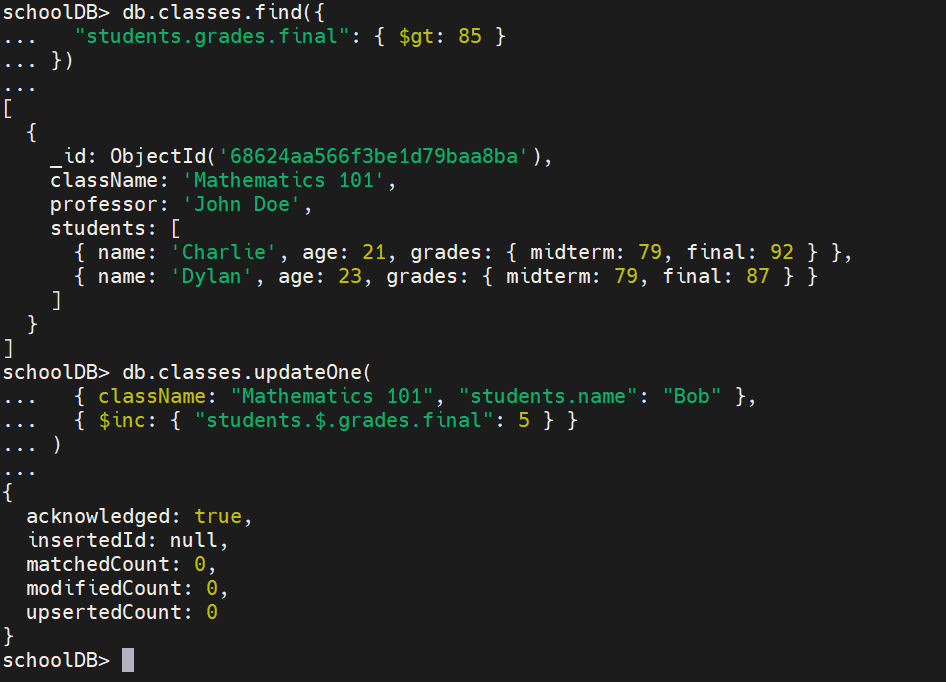 schoolDB> db.classes.find({
...   "students.grades.final": { $gt: 85 }
... })
...
[
  {
    _id: ObjectId('68624aa566f3be1d79baa8ba'),
    className: 'Mathematics 101',
    professor: 'John Doe',
    students: [
      { name: 'Charlie', age: 21, grades: { midterm: 79, final: 92 } },
      { name: 'Dylan', age: 23, grades: { midterm: 79, final: 87 } }
    ]
  }
]
schoolDB> db.classes.updateOne(
...   { className: "Mathematics 101", "students.name": "Bob" },
...   { $inc: { "students.$.grades.final": 5 } }
... )
...
{
  acknowledged: true,
  insertedId: null,
  matchedCount: 0,
  modifiedCount: 0,
  upsertedCount: 0
}
schoolDB>